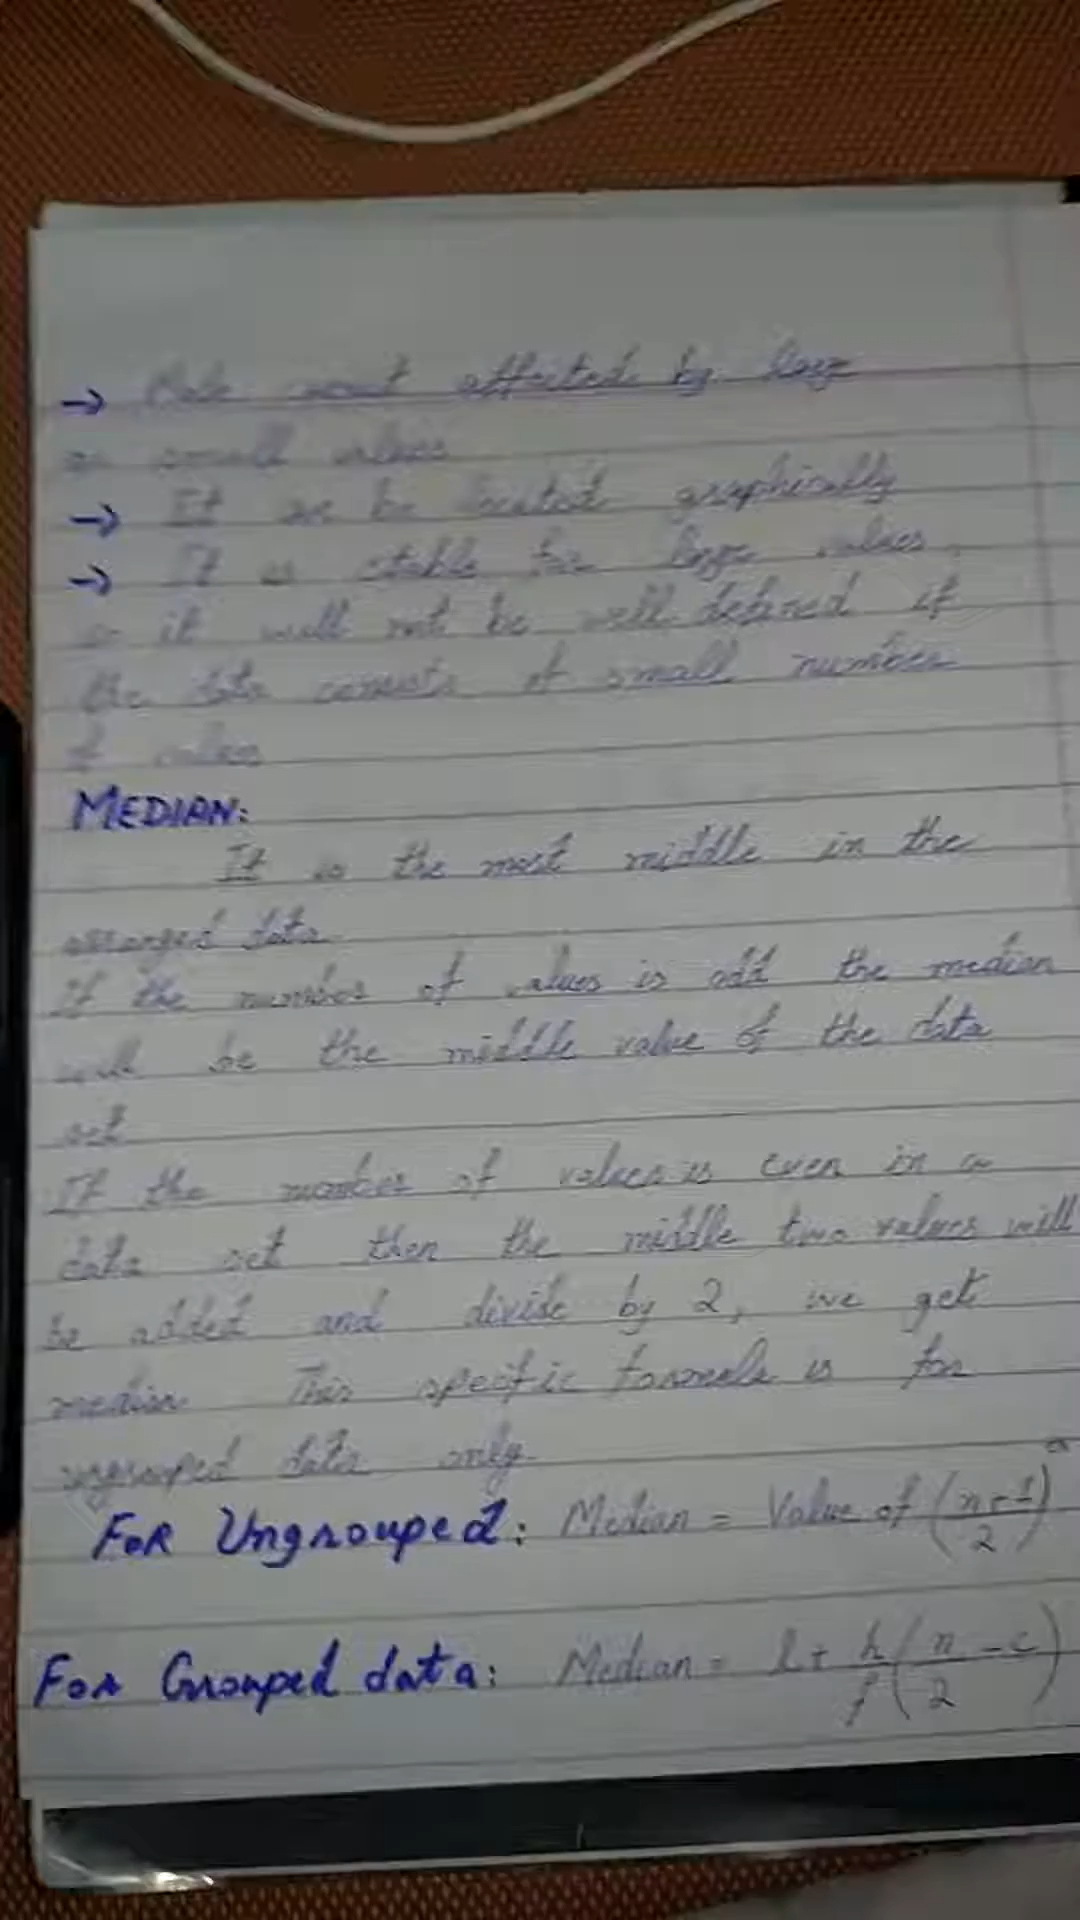 → Mode is not affected by large
or small values
→ It can be located graphically
→ It is stable for large values
so it will not be well defined if
the data consists of small number
of values
MEDIAN:
It is the most middle in the
arranged data
If the number of values is odd the median
will be the middle value of the data
set
If the number of values is even in a
data set then the middle two values will
be added and divide by 2, we get
median This specific formula is for
ungrouped data only
FOR Ungrouped: Median = Value of (n+1/2)
FOR Grouped data: Median = l + h/f (n/2 - c)